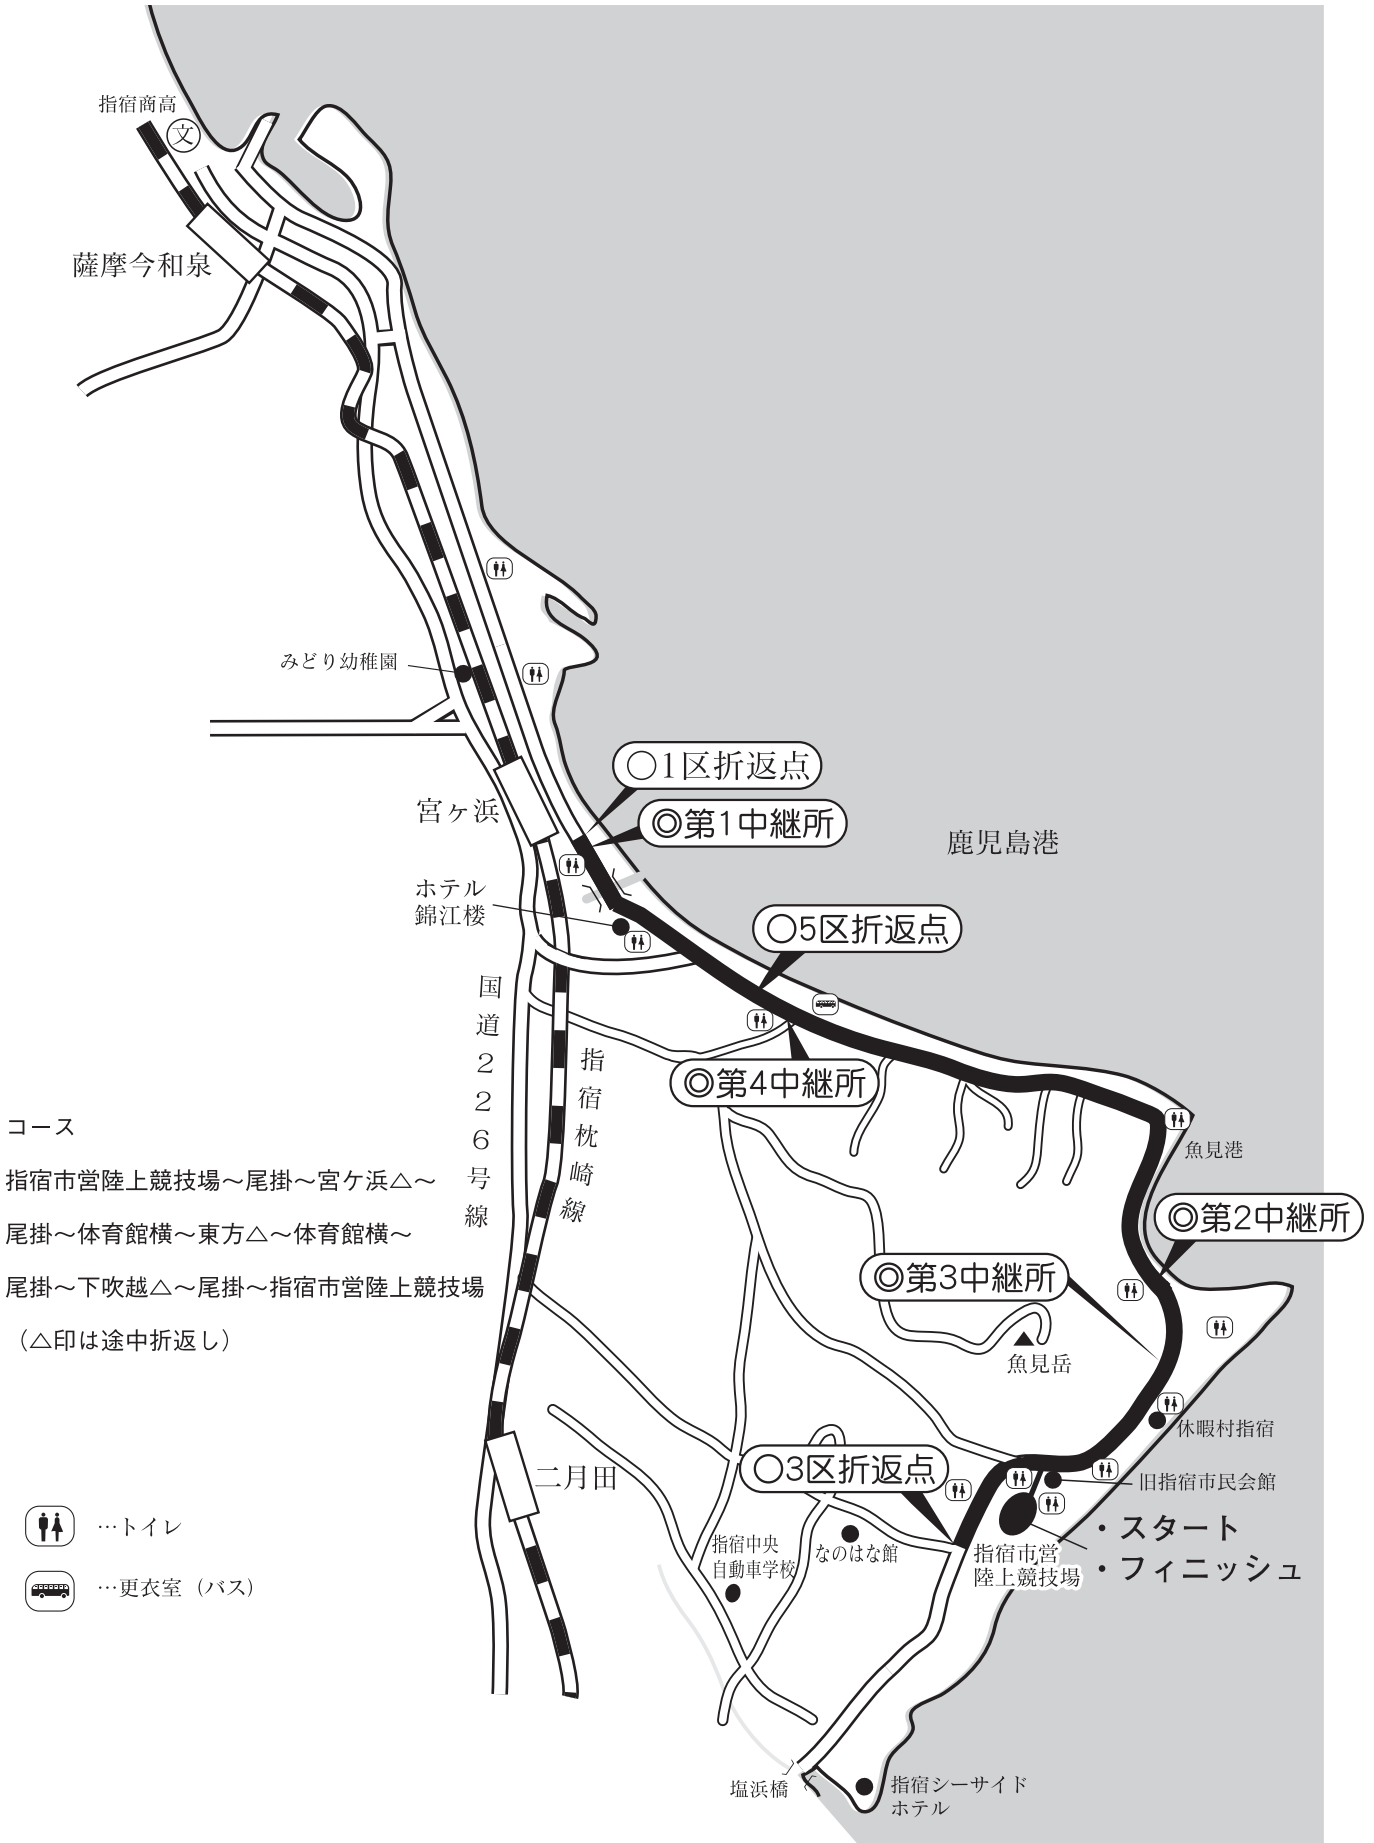 指宿商高
文
薩摩今和泉
みどり幼稚園
○1区折返点
宮ヶ浜
◎第1中継所
鹿児島港
ホテル
錦江楼
○5区折返点
国道226号線
指宿枕崎線
◎第4中継所
魚見港
◎第2中継所
◎第3中継所
魚見岳
コース
指宿市営陸上競技場～尾掛～宮ケ浜△～
尾掛～体育館横～東方△～体育館横～
尾掛～下吹越△～尾掛～指宿市営陸上競技場
（△印は途中折返し）
休暇村指宿
○3区折返点
二月田
旧指宿市民会館
・スタート
・フィニッシュ
指宿市営
陸上競技場
なのはな館
指宿中央
自動車学校
…トイレ
…更衣室（バス）
塩浜橋
指宿シーサイド
ホテル